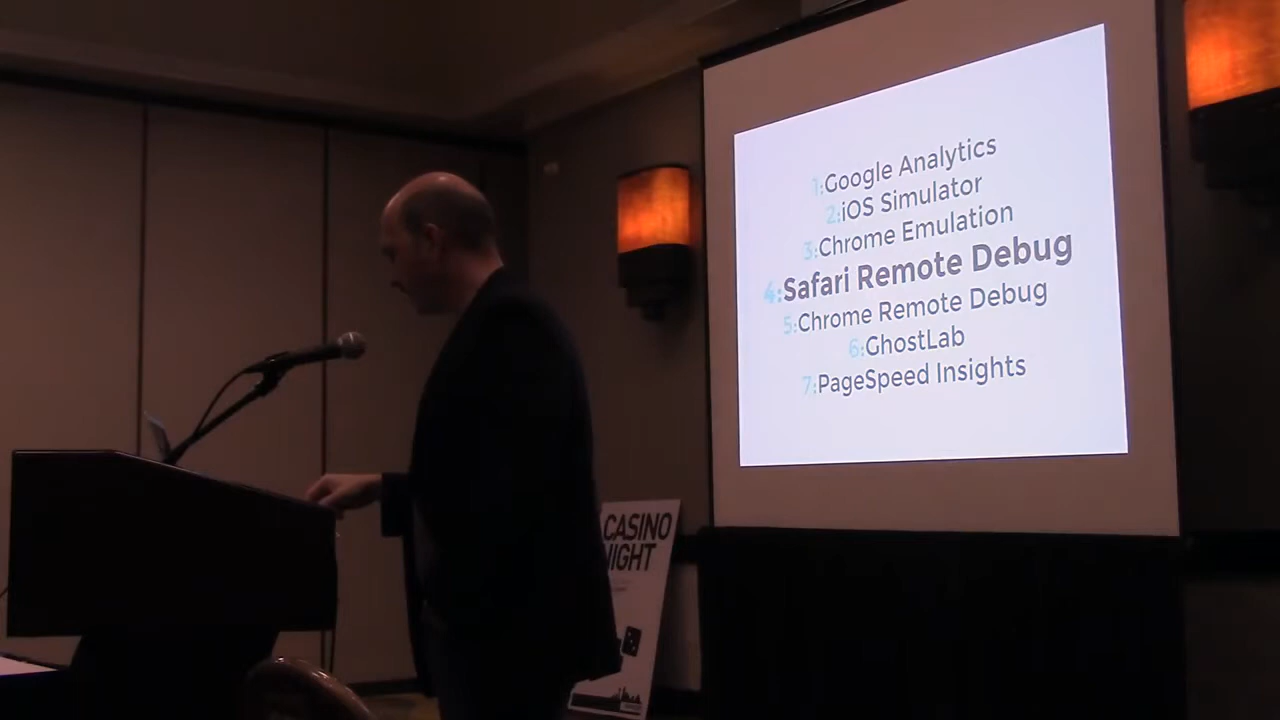 1:Google Analytics
2:iOS Simulator
3:Chrome Emulation
4:Safari Remote Debug
5:Chrome Remote Debug
6:GhostLab
7:PageSpeed Insights
CASINO
NIGHT